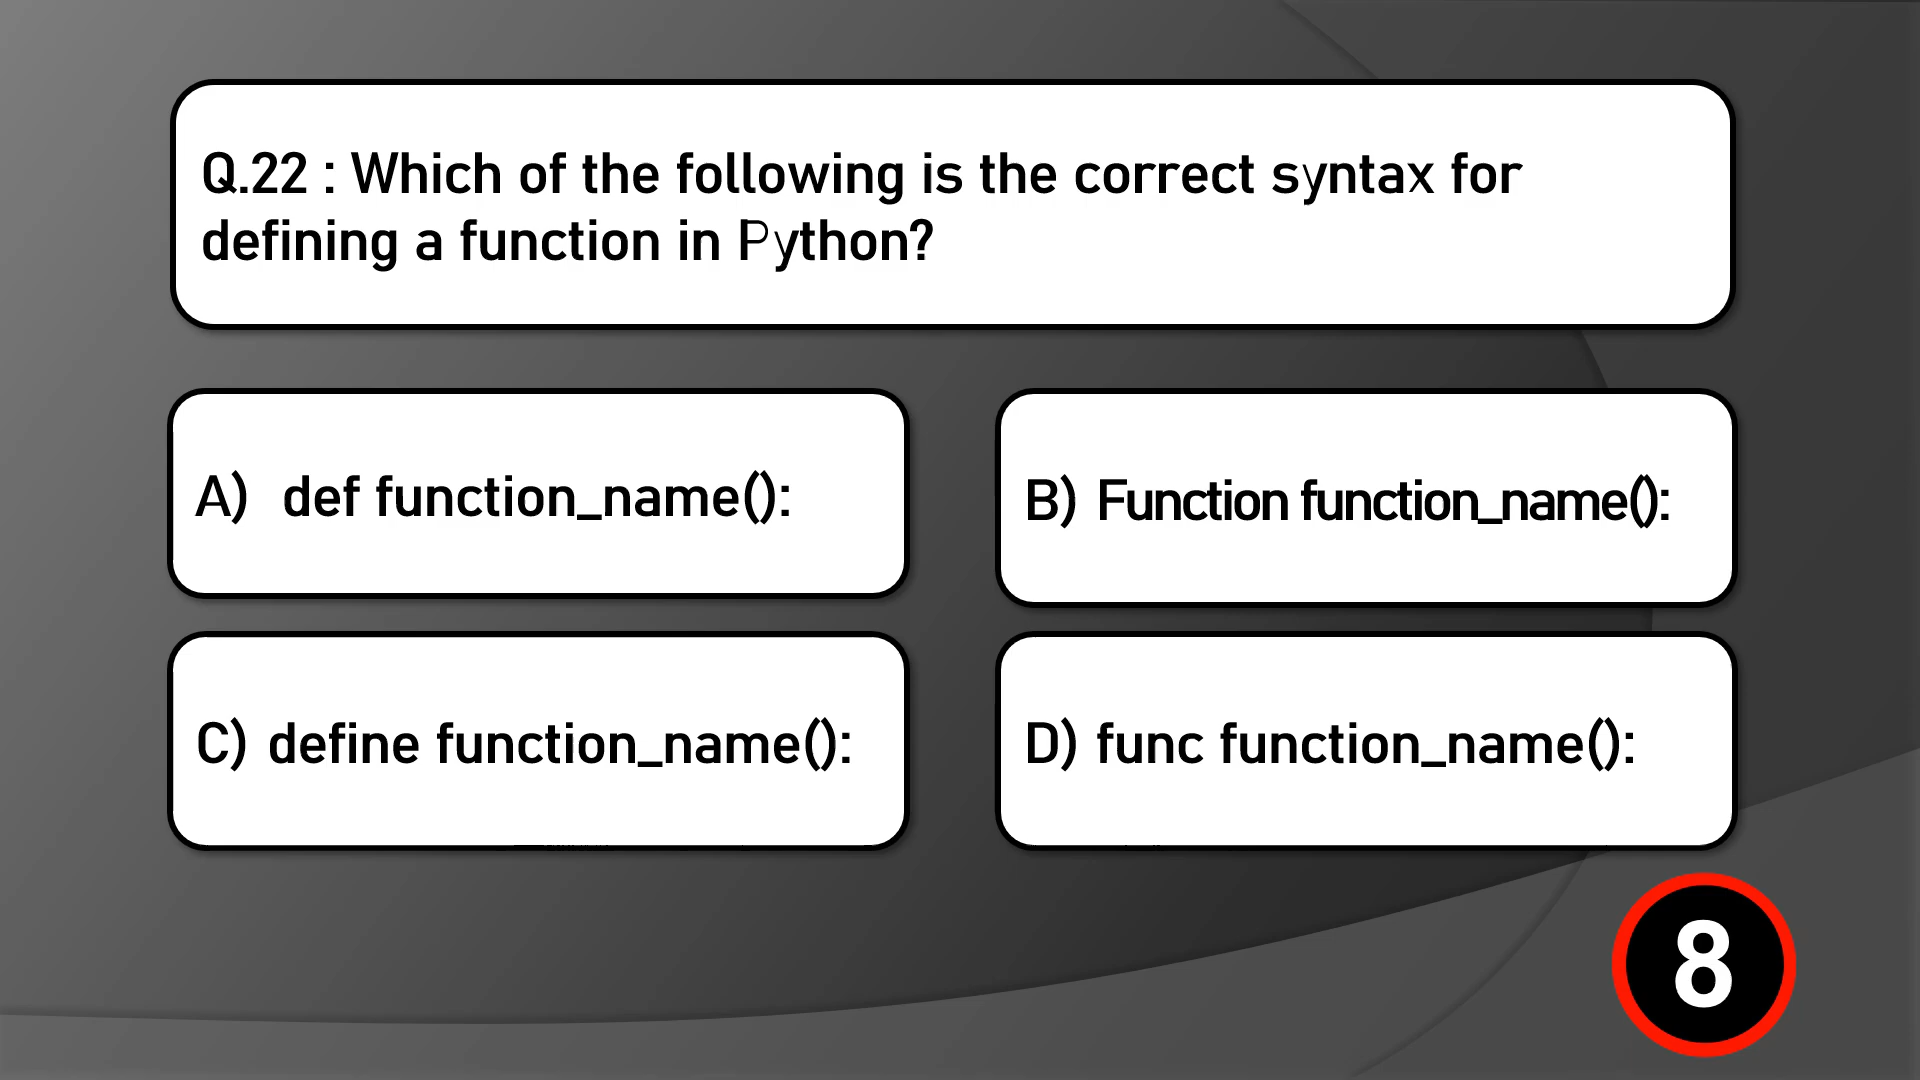 Q.22 : Which of the following is the correct syntax for
defining a function in Python?
A) def function_name():
B) Function function_name():
C) define function_name():
D) func function_name():
8